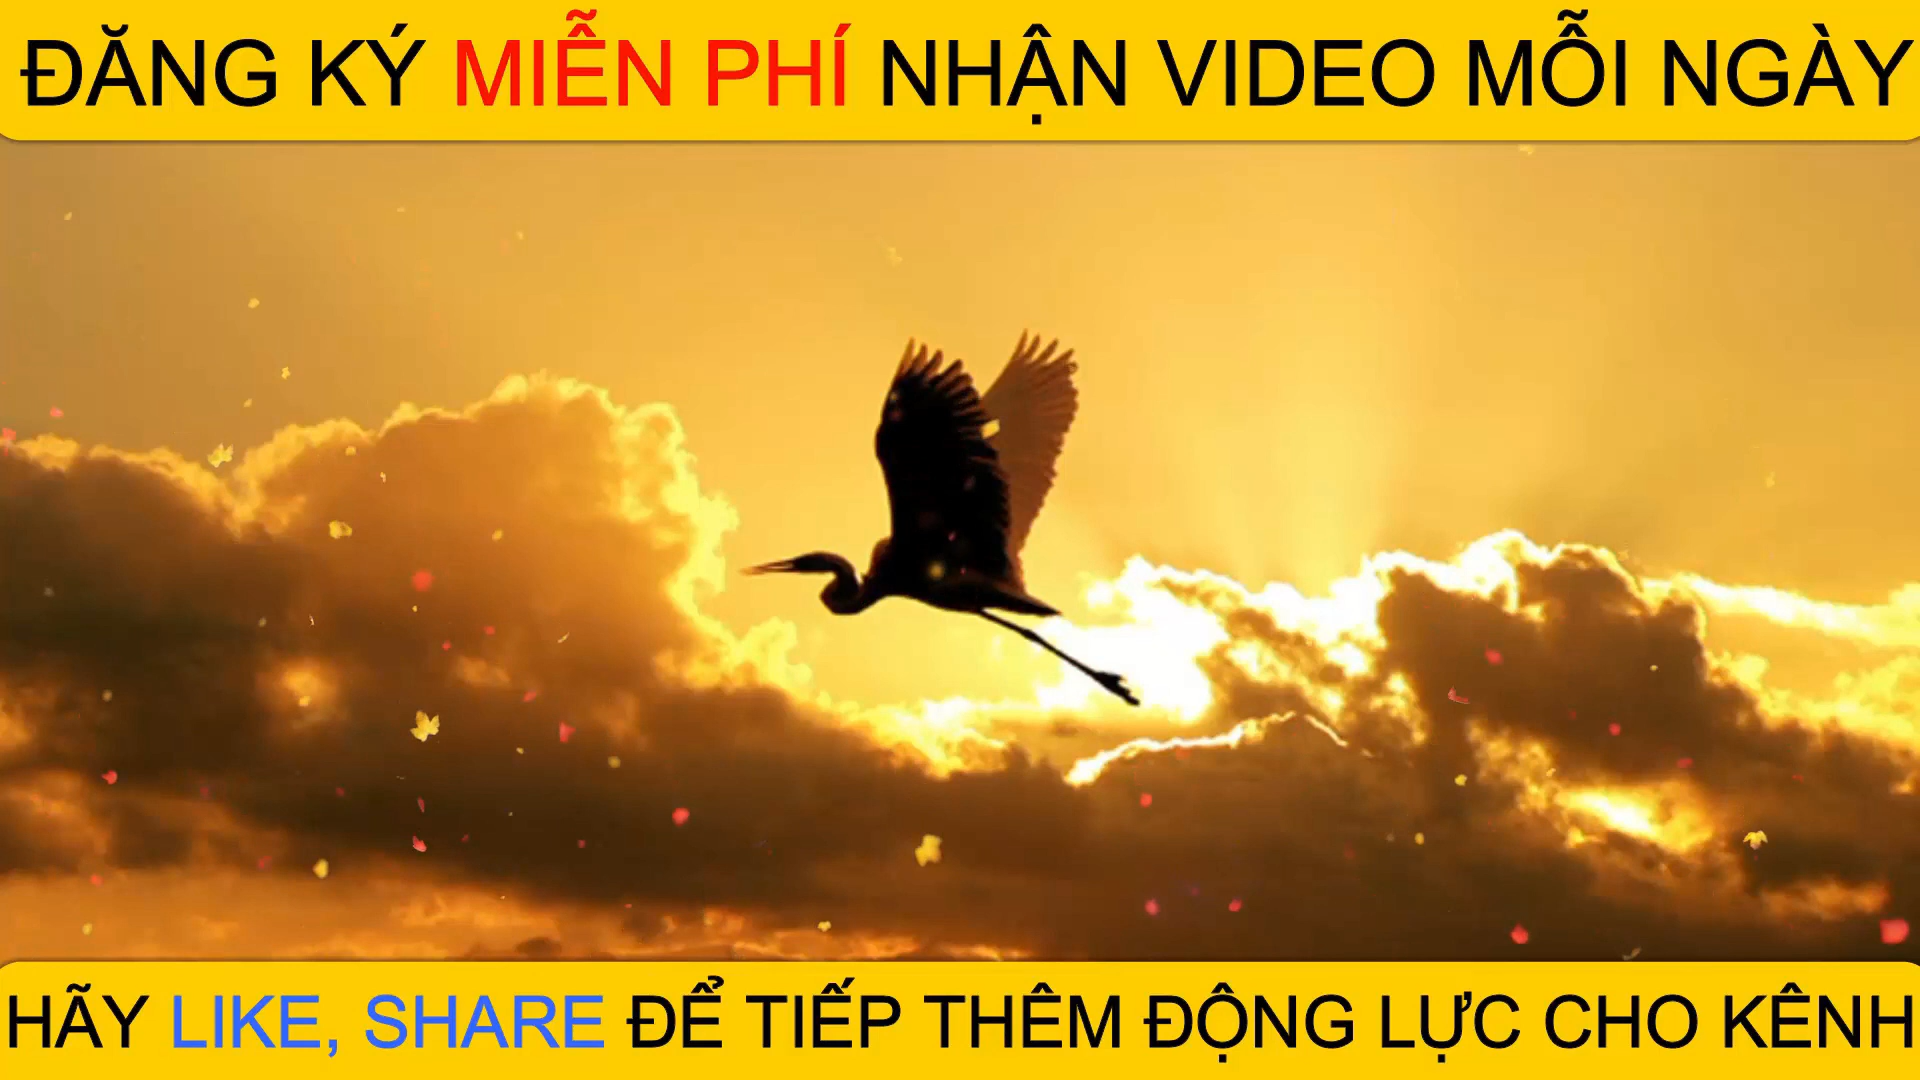 ĐĂNG KÝ MIỄN PHÍ NHẬN VIDEO MỖI NGÀY
HÃY LIKE, SHARE ĐỂ TIẾP THÊM ĐỘNG LỰC CHO KÊNH